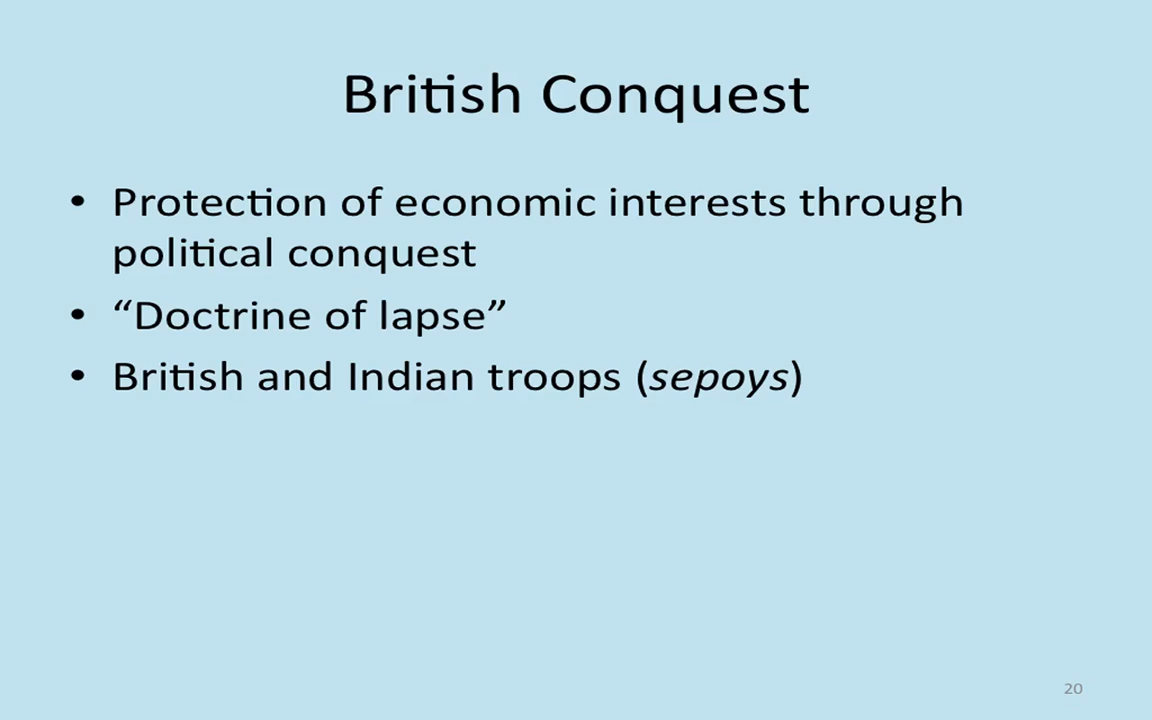 British Conquest
• Protection of economic interests through
political conquest
• “Doctrine of lapse”
• British and Indian troops (sepoys)
20